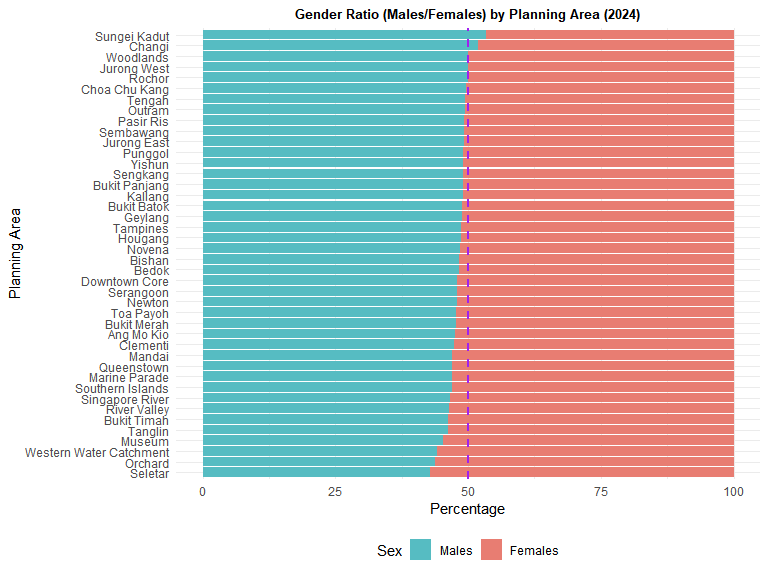 Gender Ratio (Males/Females) by Planning Area (2024)
Planning Area
Sungei Kadut
Changi
Woodlands
Jurong West
Rochor
Choa Chu Kang
Tengah
Outram
Pasir Ris
Sembawang
Jurong East
Punggol
Yishun
Sengkang
Bukit Panjang
Kallang
Bukit Batok
Geylang
Tampines
Hougang
Novena
Bishan
Bedok
Downtown Core
Serangoon
Newton
Toa Payoh
Bukit Merah
Ang Mo Kio
Clementi
Mandai
Queenstown
Marine Parade
Southern Islands
Singapore River
River Valley
Bukit Timah
Tanglin
Museum
Western Water Catchment
Orchard
Seletar
0 25 50 75 100
Percentage
Sex Males Females